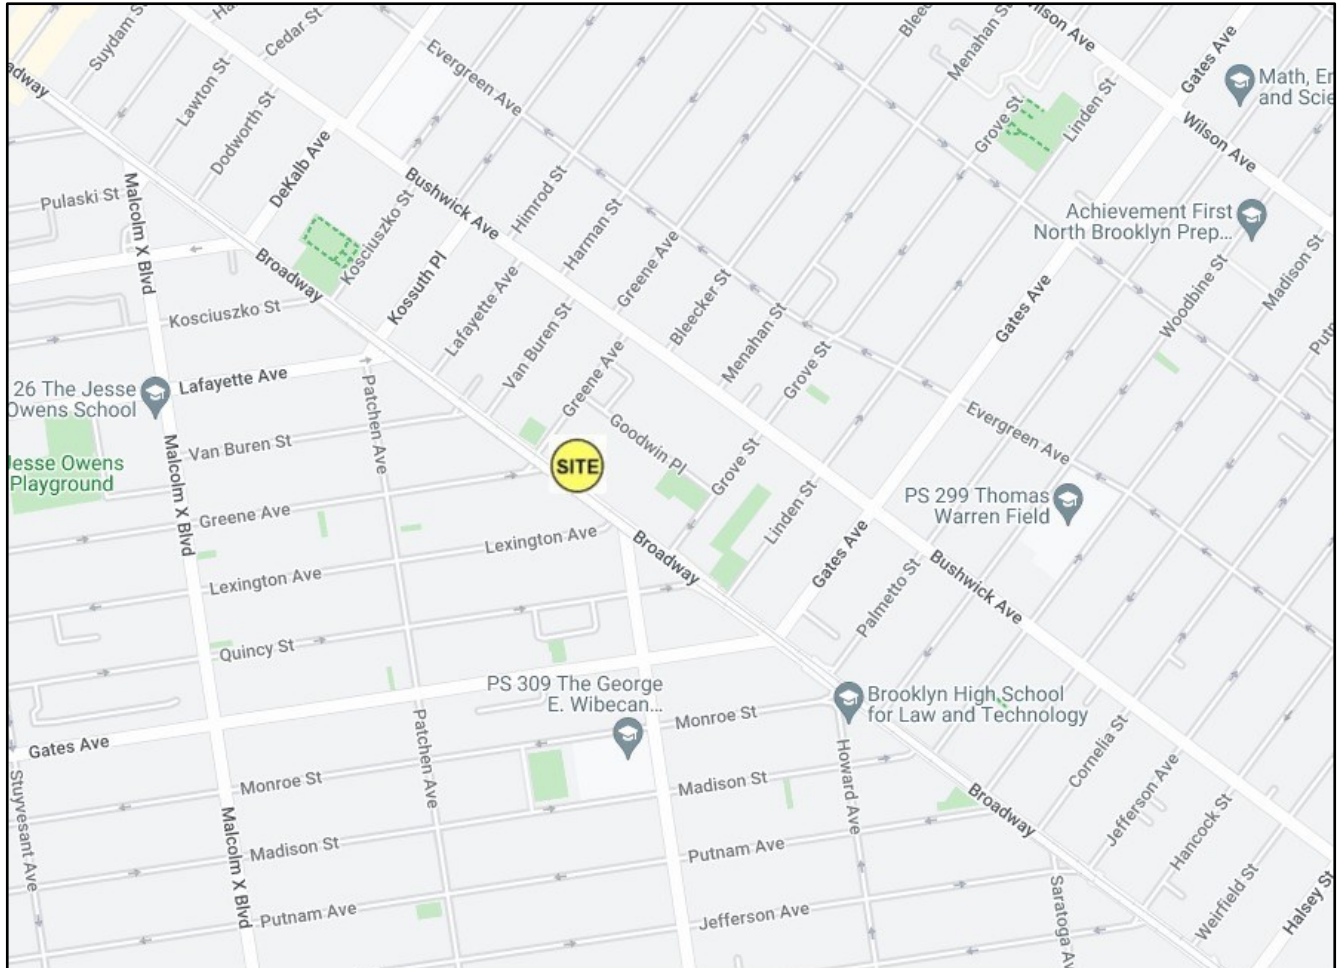 Suydam St
Cedar St
Lawton St
Dodworth St
DeKalb Ave
Evergreen Ave
Menahan St
Wilson Ave
Gates Ave
Math, En
and Scie
Grove St
Linden St
Wilson Ave
adway
Pulaski St
Malcolm X Blvd
Kosciuszko St
Bushwick Ave
Himrod St
Harman St
Achievement First
North Brooklyn Prep...
Broadway
Kossuth Pl
Lafayette Ave
Greene Ave
Bleecker St
Gates Ave
Woodbine St
Madison St
Kosciuszko St
Van Buren St
Menahan St
Grove St
26 The Jesse
Owens School
Lafayette Ave
Patchen Ave
Greene Ave
Evergreen Ave
Van Buren St
Goodwin Pl
SITE
Jesse Owens
Playground
Malcolm X Blvd
Grove St
Linden St
PS 299 Thomas
Warren Field
Greene Ave
Lexington Ave
Broadway
Gates Ave
Palmetto St
Bushwick Ave
Lexington Ave
Quincy St
PS 309 The George
E. Wibecan...
Brooklyn High School
for Law and Technology
Gates Ave
Patchen Ave
Monroe St
Howard Ave
Cornelia St
Stuyvesant Ave
Monroe St
Madison St
Broadway
Jefferson Ave
Hancock St
Malcolm X Blvd
Madison St
Putnam Ave
Saratoga Av
Weirfield St
Halsey St
Putnam Ave
Jefferson Ave